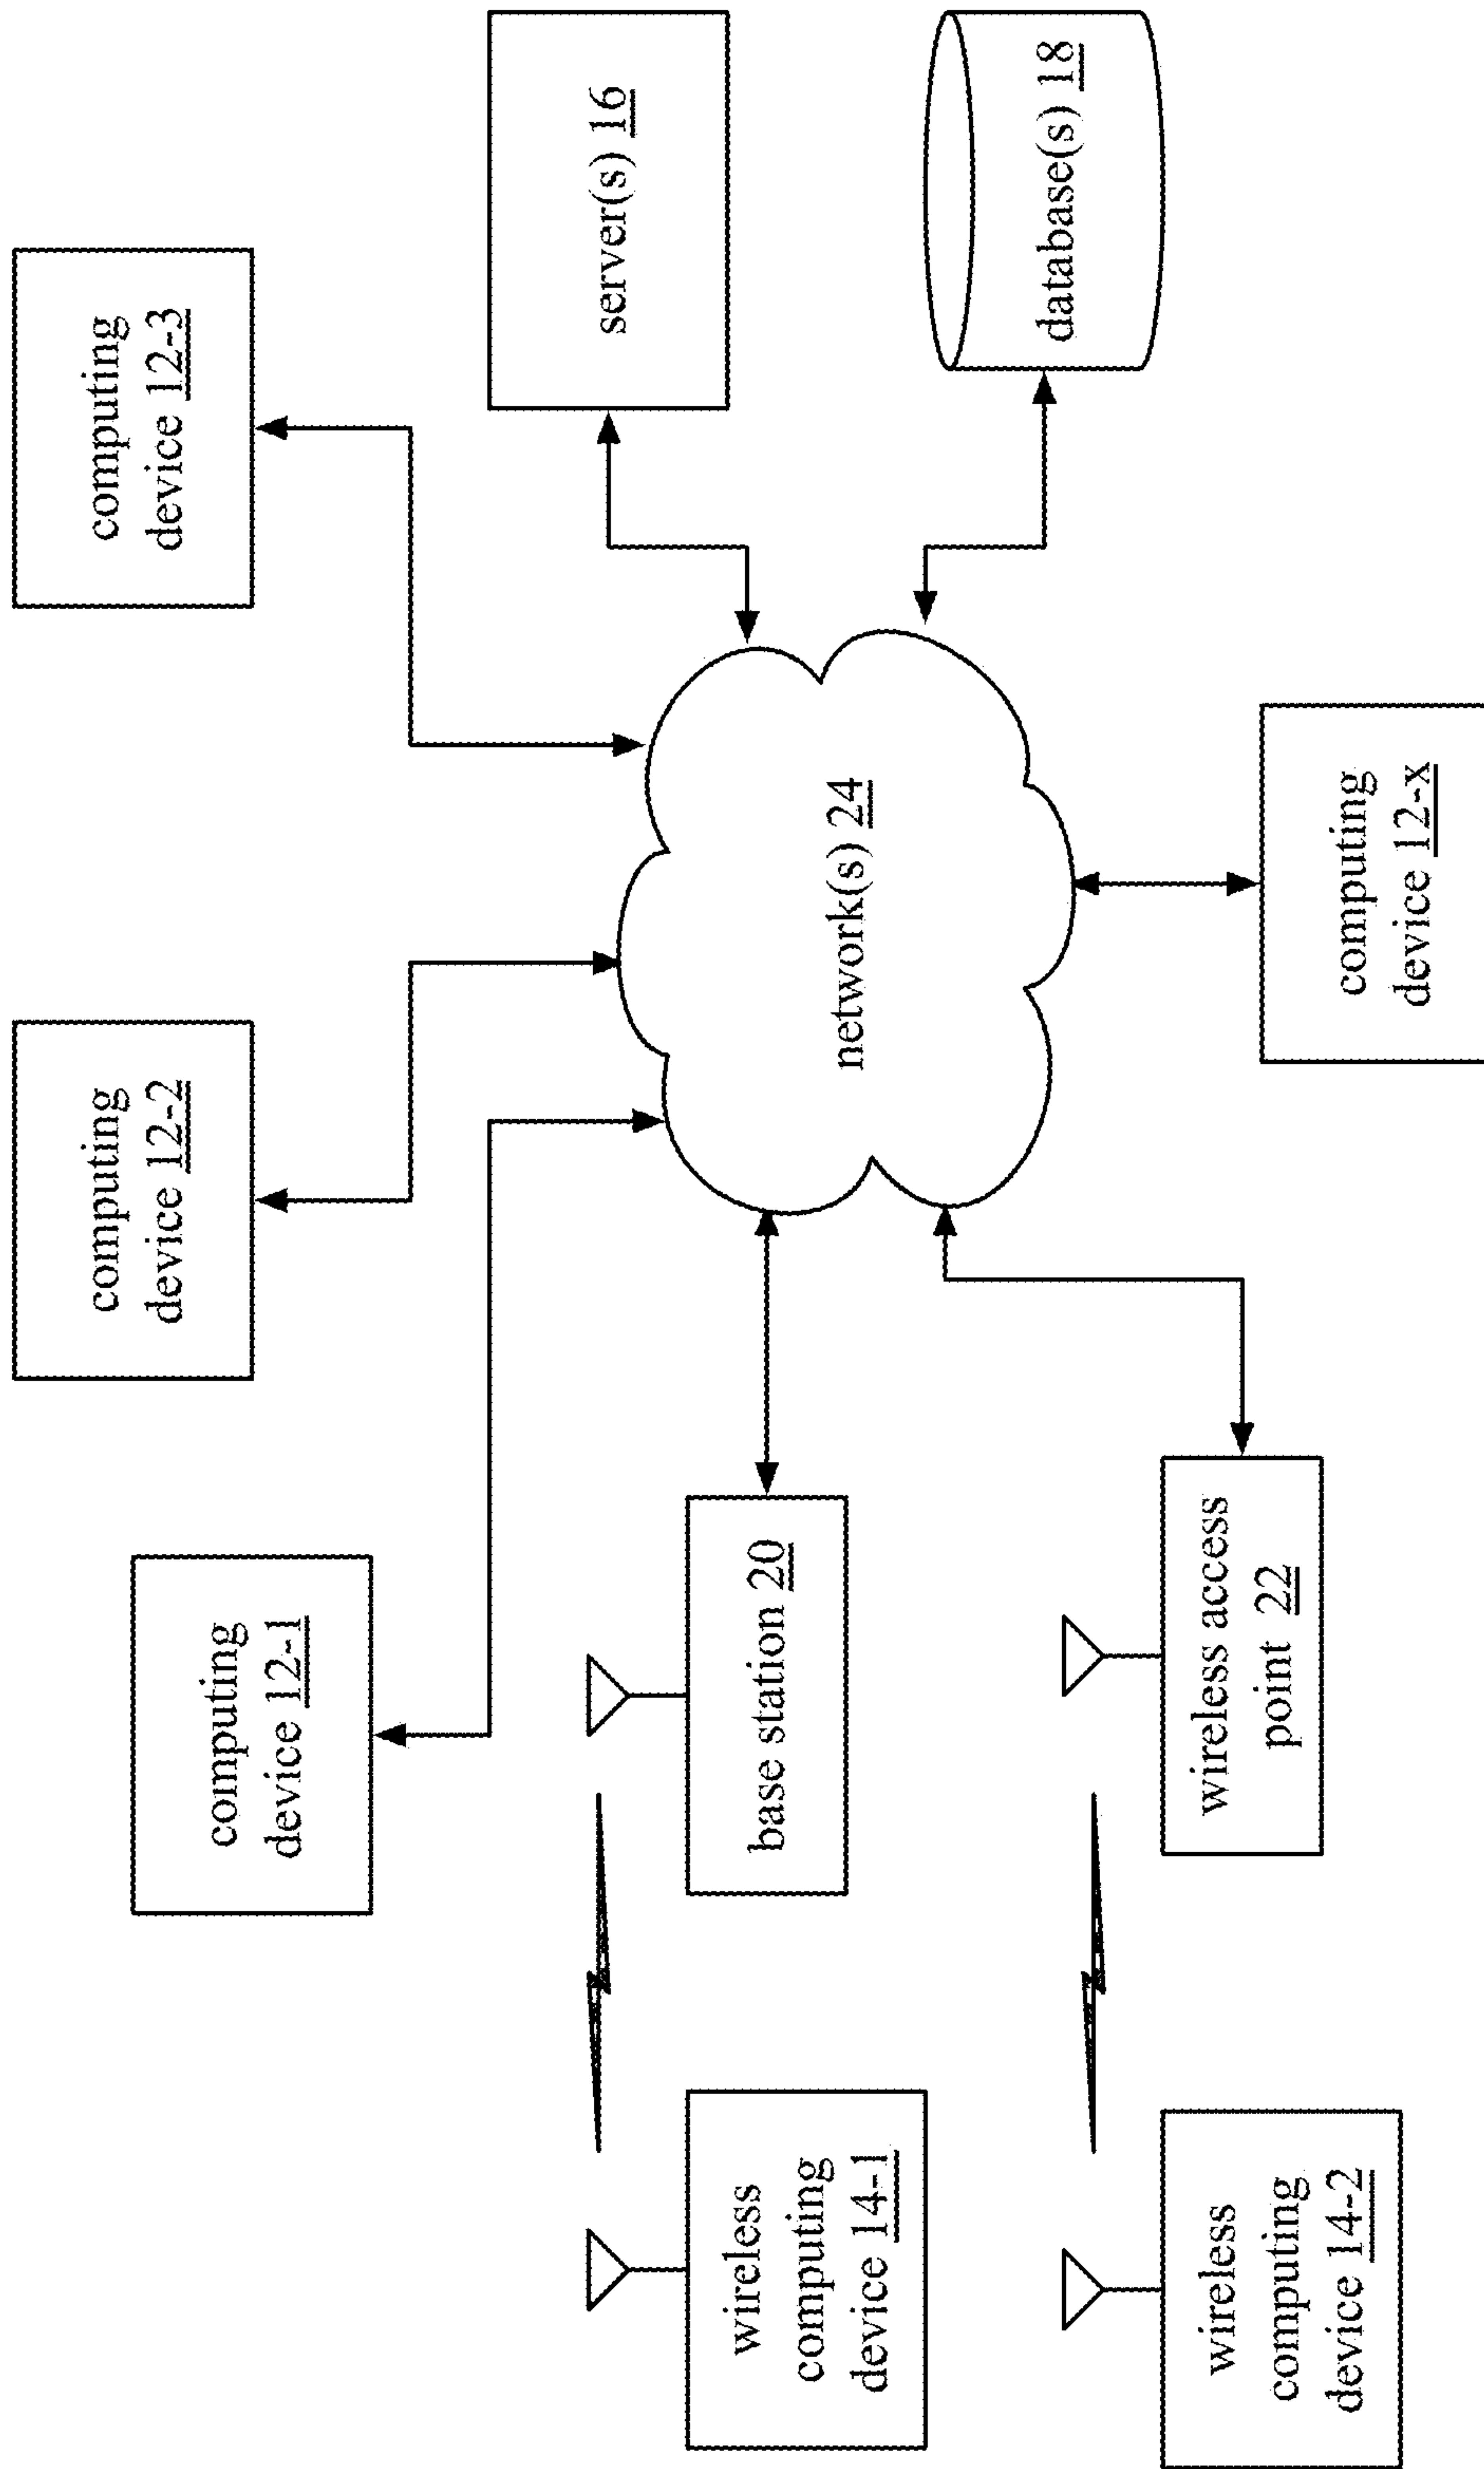 computing
device 12-1
computing
device 12-2
computing
device 12-3
wireless
computing
device 14-1
base station 20
server(s) 16
network(s) 24
wireless
computing
device 14-2
wireless access
point 22
database(s) 18
computing
device 12-x